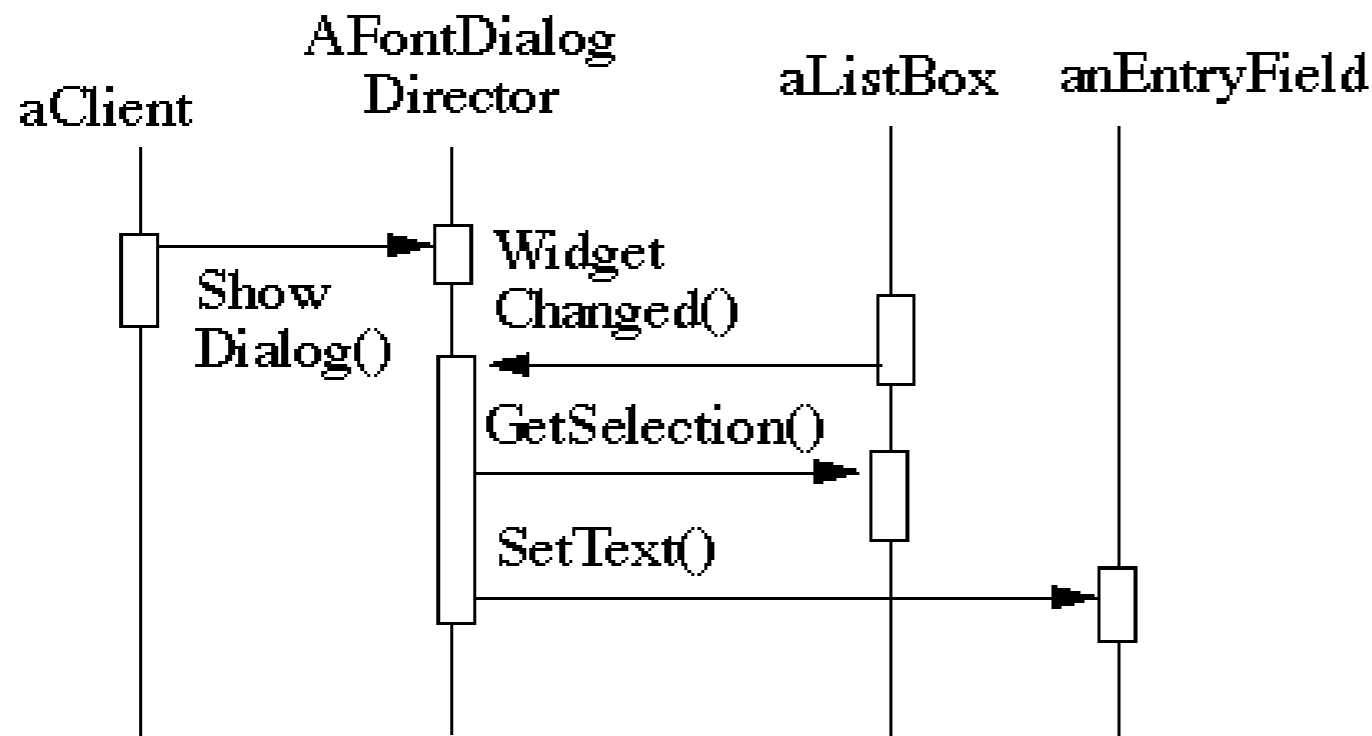 AFontDialog
Director
aClient
aListBox
anEntryField
Show
Dialog()
Widget
Changed()
GetSelection()
SetText()